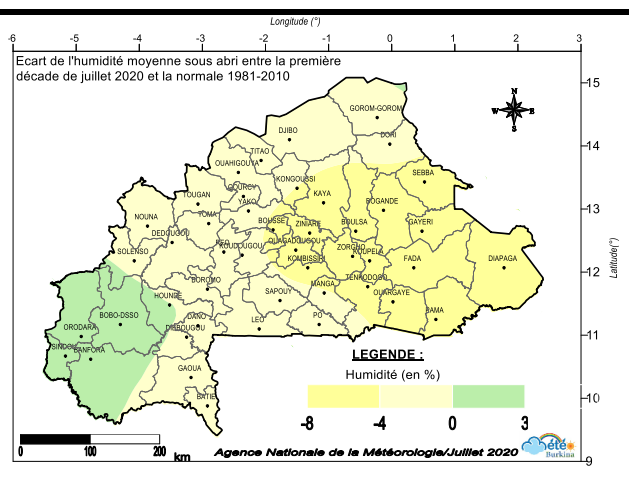 Longitude (°)
-6 -5 -4 -3 -2 -1 0 1 2 3
Ecart de l'humidité moyenne sous abri entre la première
décade de juillet 2020 et la normale 1981-2010
15
GOROM-GOROM
N
W E
S
DJIBO
DORI
14
TITAO
OUAHIGOUYA
SEBBA
KONGOUSSI
TOUGAN
GOURCY
KAYA
YAKO
BOGANDE
13
NOUNA
TOMA
BOUSSE
ZINIARE
BOULSA
GAYERI
DEDOUGOU
OUAGADOUGOU
Latitude(°)
SOLENSO
KOUDOUGOU
ZORGHO
KOUPELA
KOMBISSIRI
FADA
DIAPAGA
12
TENKODOGO
BOROMO
MANGA
OUARGAYE
HOUNDE
SAPOUY
BOBO-DSSO
DANO
LEO
PO
PAMA
ORODARA
DIEBOUGOU
11
SINDOU
BANFORA
LEGENDE :
GAOUA
Humidité (en %)
BATIE
10
-8 -4 0 3
0 100 200
km
Agence Nationale de la Météorologie/Juillet 2020
météo
Burkina
9